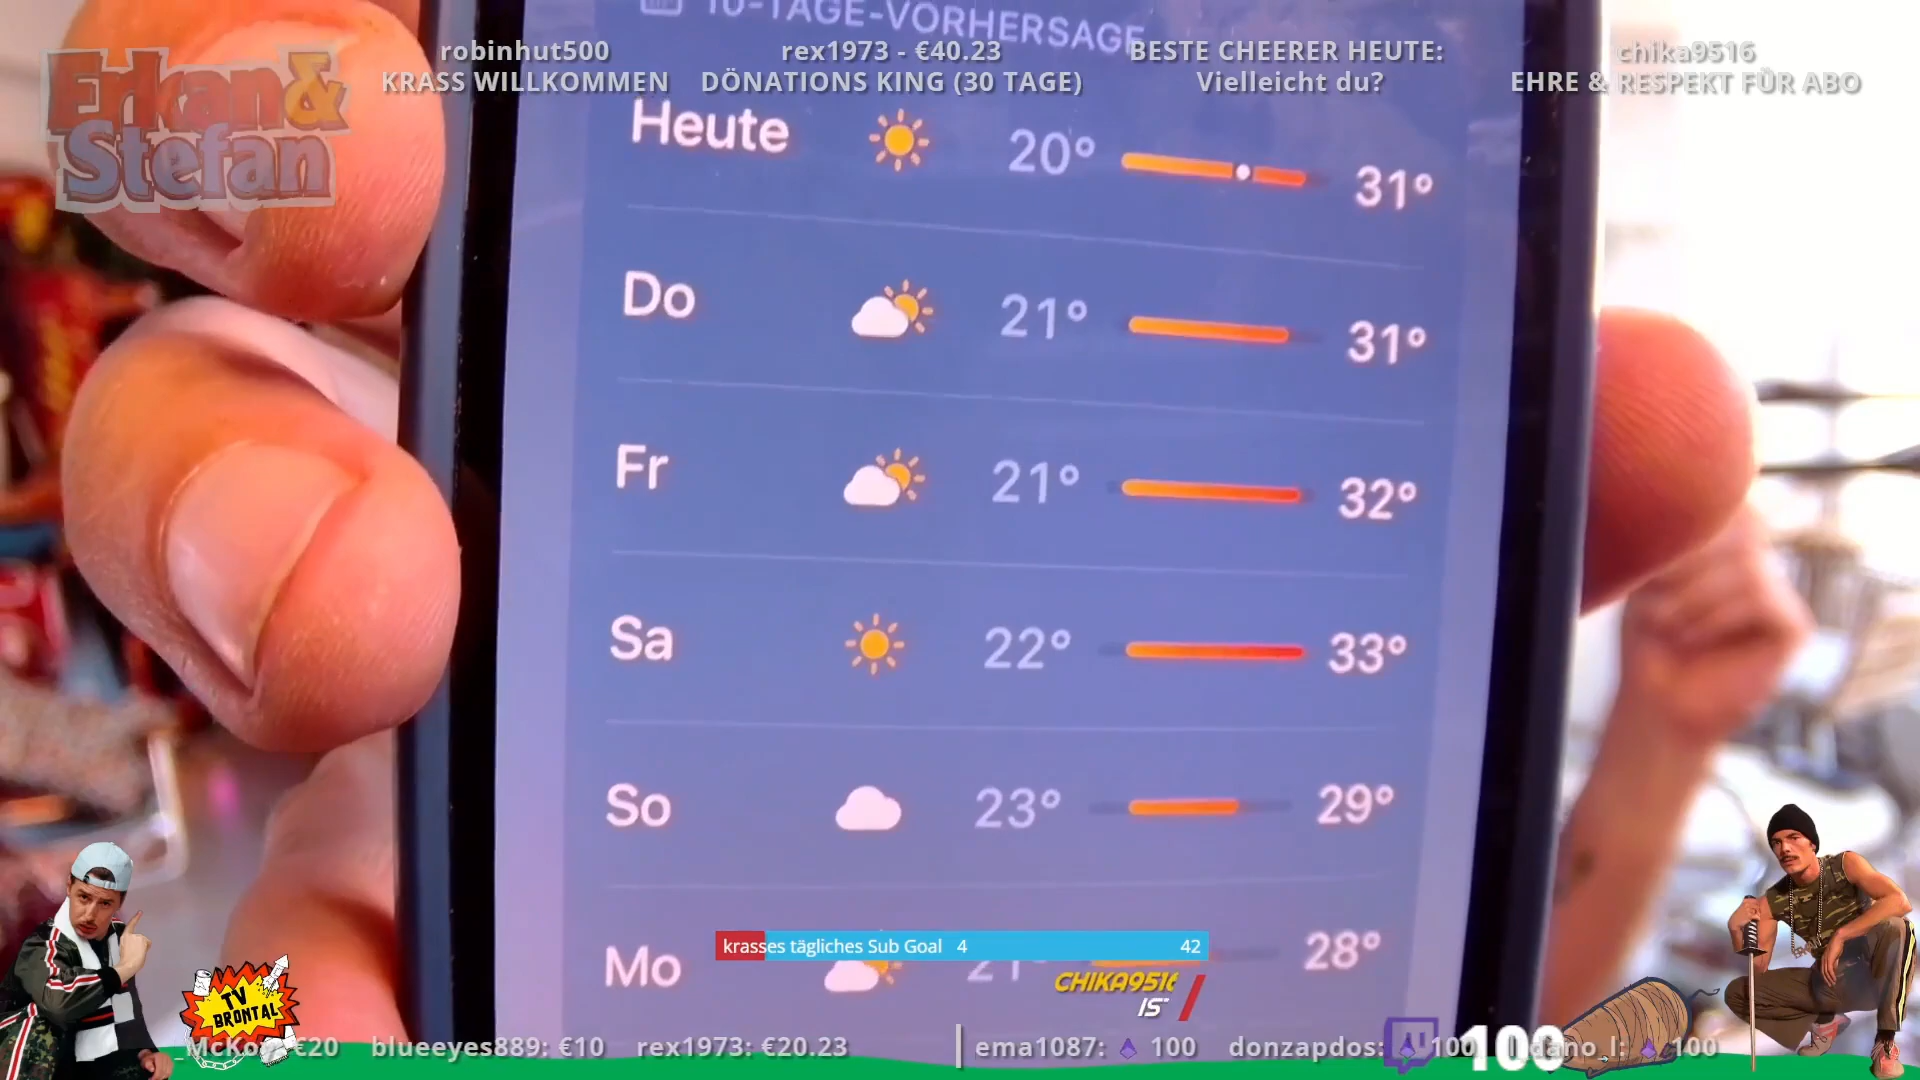 10-TAGE-VORHERSAGE
robinhut500
KRASS WILLKOMMEN
rex1973 - €40.23
DÖNATIONS KING (30 TAGE)
BESTE CHEERER HEUTE:
Vielleicht du?
chika9516
EHRE & RESPEKT FÜR ABO
Erkan&
Stefan
Heute 20° 31°
Do 21° 31°
Fr 21° 32°
Sa 22° 33°
So 23° 29°
Mo 21° 28°
krasses tägliches Sub Goal 4 42
CHIKA9516
IS
TV
BRONTAL
€20 blueeyes889: €10 rex1973: €20.23
ema1087: 100 donzapdos: 100 100
100